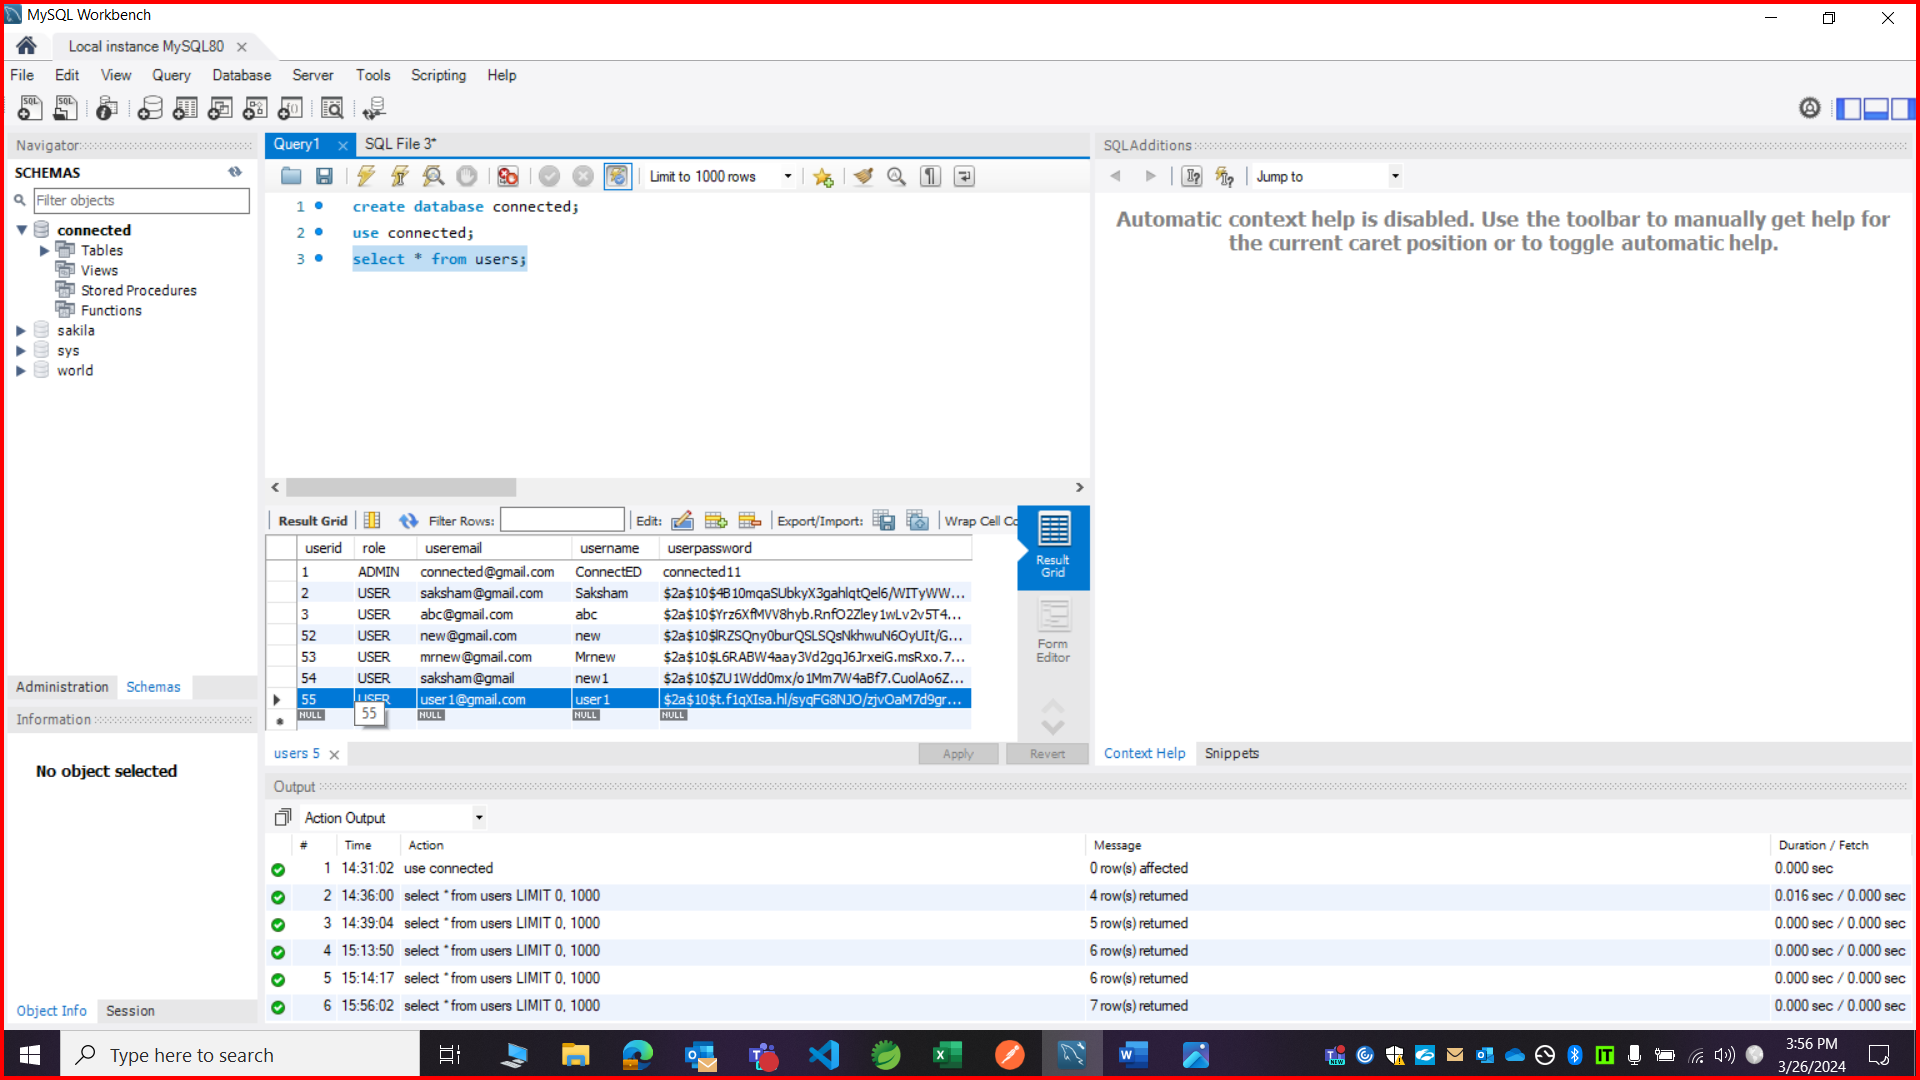 MySQL Workbench
Local instance MySQL80
File Edit View Query Database Server Tools Scripting Help
Navigator
SCHEMAS
Filter objects
connected
Tables
Views
Stored Procedures
Functions
sakila
sys
world
Administration Schemas
Information
No object selected
Object Info Session
Query1 SQL File 3*
Limit to 1000 rows
1 create database connected;
2 use connected;
3 select * from users;
Result Grid Filter Rows: Edit: Export/Import: Wrap Cell Co
userid role useremail username userpassword
1 ADMIN connected@gmail.com ConnectED connected11
2 USER saksham@gmail.com Saksham $2a$10$4B10mqaSUbkyX3gahlqtQel6/WITyWW...
3 USER abc@gmail.com abc $2a$10$Yrz6XfMVV8hyb.RnfO2Zley1wLv2v5T4...
52 USER new@gmail.com new $2a$10$lRZSQny0burQSLSQsNkhwuN6OyUIt/G...
53 USER mrnew@gmail.com Mrnew $2a$10$L6RABW4aay3Vd2gqJ6JrxeiG.msRxo.7...
54 USER saksham@gmail new1 $2a$10$ZU1Wdd0mx/o1Mm7W4aBf7.CuolAo6Z...
55 USER user1@gmail.com user1 $2a$10$t.f1qXIsa.hl/syqFG8NJO/zjvOaM7d9gr...
NULL 55 NULL NULL NULL
Result
Grid
Form
Editor
users 5 Apply Revert
SQLAdditions
Jump to
Automatic context help is disabled. Use the toolbar to manually get help for
the current caret position or to toggle automatic help.
Context Help Snippets
Output
Action Output
# Time Action Message Duration / Fetch
1 14:31:02 use connected 0 row(s) affected 0.000 sec
2 14:36:00 select * from users LIMIT 0, 1000 4 row(s) returned 0.016 sec / 0.000 sec
3 14:39:04 select * from users LIMIT 0, 1000 5 row(s) returned 0.000 sec / 0.000 sec
4 15:13:50 select * from users LIMIT 0, 1000 6 row(s) returned 0.000 sec / 0.000 sec
5 15:14:17 select * from users LIMIT 0, 1000 6 row(s) returned 0.000 sec / 0.000 sec
6 15:56:02 select * from users LIMIT 0, 1000 7 row(s) returned 0.000 sec / 0.000 sec
Type here to search
3:56 PM
3/26/2024